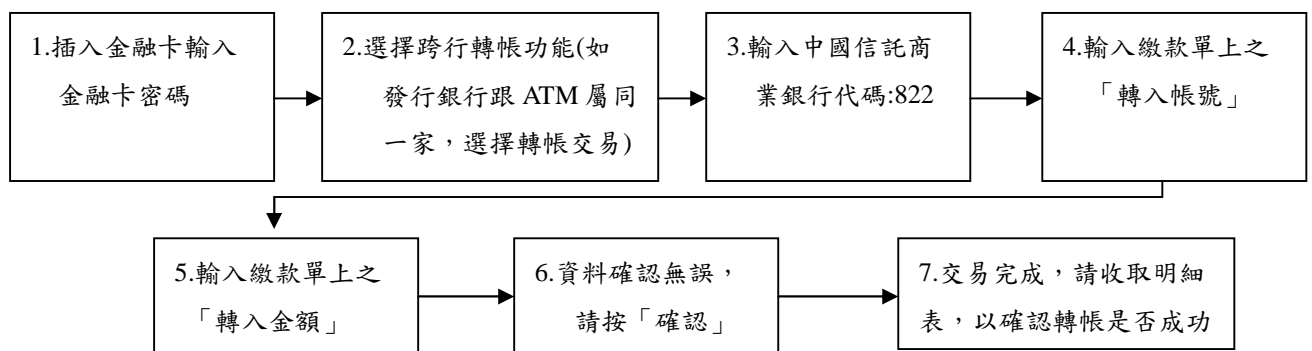 1.插入金融卡輸入
金融卡密碼
2.選擇跨行轉帳功能(如
發行銀行跟 ATM 屬同
一家，選擇轉帳交易)
3.輸入中國信託商
業銀行代碼:822
4.輸入繳款單上之
「轉入帳號」
5.輸入繳款單上之
「轉入金額」
6.資料確認無誤，
請按「確認」
7.交易完成，請收取明細
表，以確認轉帳是否成功